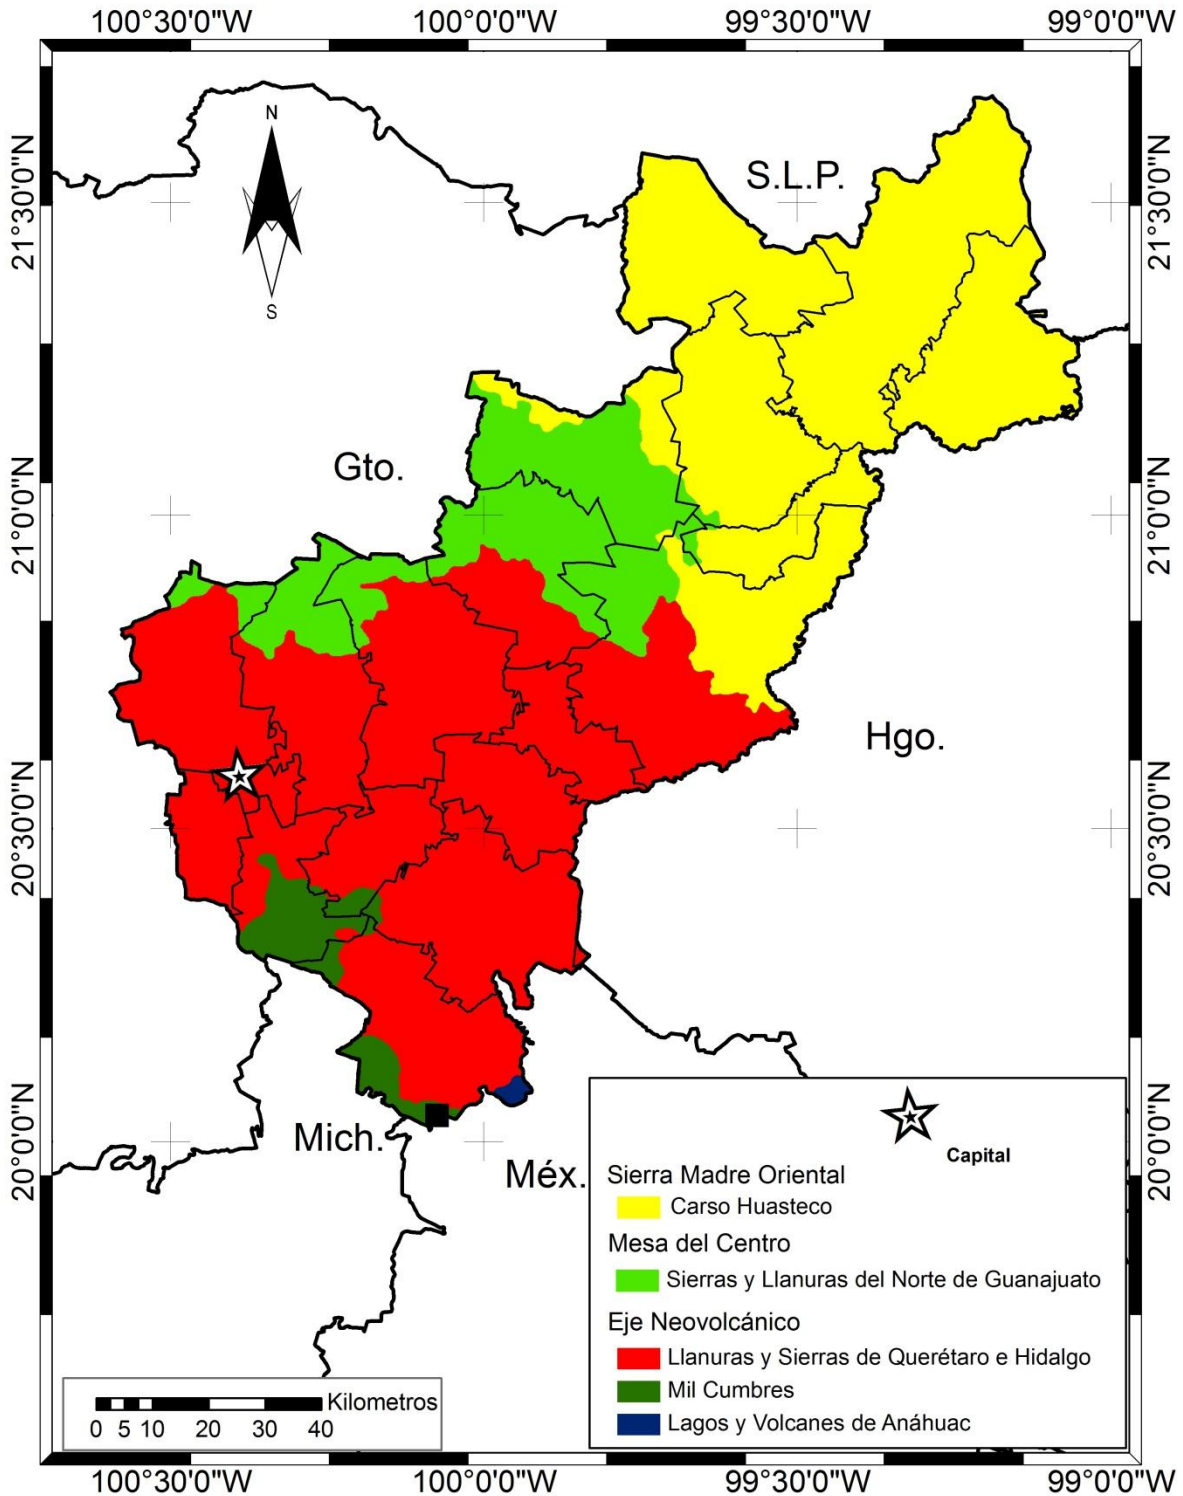 100°30'0"W 100°0'0"W 99°30'0"W 99°0'0"W
21°30'0"N
21°0'0"N
20°30'0"N
20°0'0"N
N
S
S.L.P.
Gto.
Hgo.
Mich.
Méx.
21°30'0"N
21°0'0"N
20°30'0"N
20°0'0"N
Capital
Sierra Madre Oriental
Carso Huasteco
Mesa del Centro
Sierras y Llanuras del Norte de Guanajuato
Eje Neovolcánico
Llanuras y Sierras de Querétaro e Hidalgo
Mil Cumbres
Lagos y Volcanes de Anáhuac
Kilometros
0 5 10 20 30 40
100°30'0"W 100°0'0"W 99°30'0"W 99°0'0"W